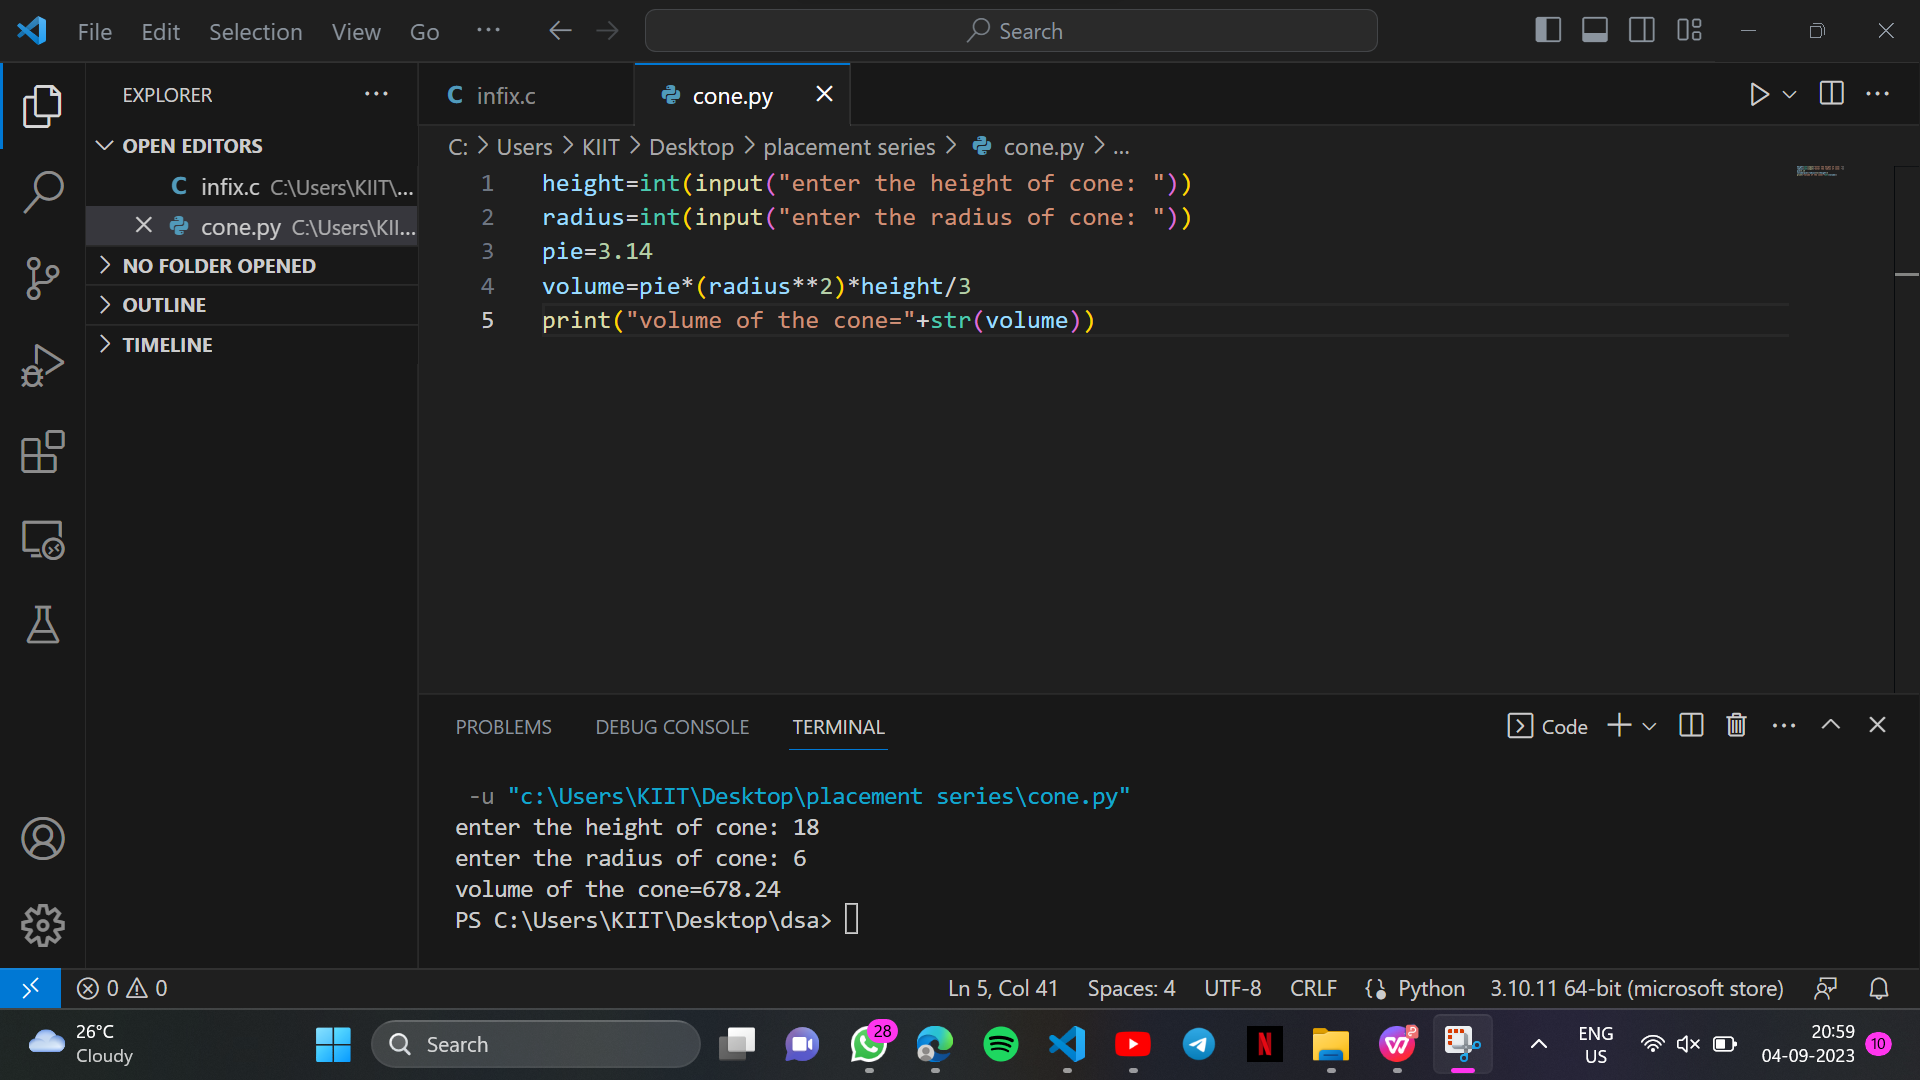 File Edit Selection View Go ... Search
EXPLORER ...
OPEN EDITORS
C infix.c C:\Users\KIIT\...
cone.py C:\Users\KII...
NO FOLDER OPENED
OUTLINE
TIMELINE
C infix.c cone.py
C: > Users > KIIT > Desktop > placement series > cone.py > ...
1 height=int(input("enter the height of cone: "))
2 radius=int(input("enter the radius of cone: "))
3 pie=3.14
4 volume=pie*(radius**2)*height/3
5 print("volume of the cone="+str(volume))
PROBLEMS DEBUG CONSOLE TERMINAL Code
-u "c:\Users\KIIT\Desktop\placement series\cone.py"
enter the height of cone: 18
enter the radius of cone: 6
volume of the cone=678.24
PS C:\Users\KIIT\Desktop\dsa>
0 0 Ln 5, Col 41 Spaces: 4 UTF-8 CRLF Python 3.10.11 64-bit (microsoft store)
26°C
Cloudy
Search
28
N
ENG
US
20:59
04-09-2023
10